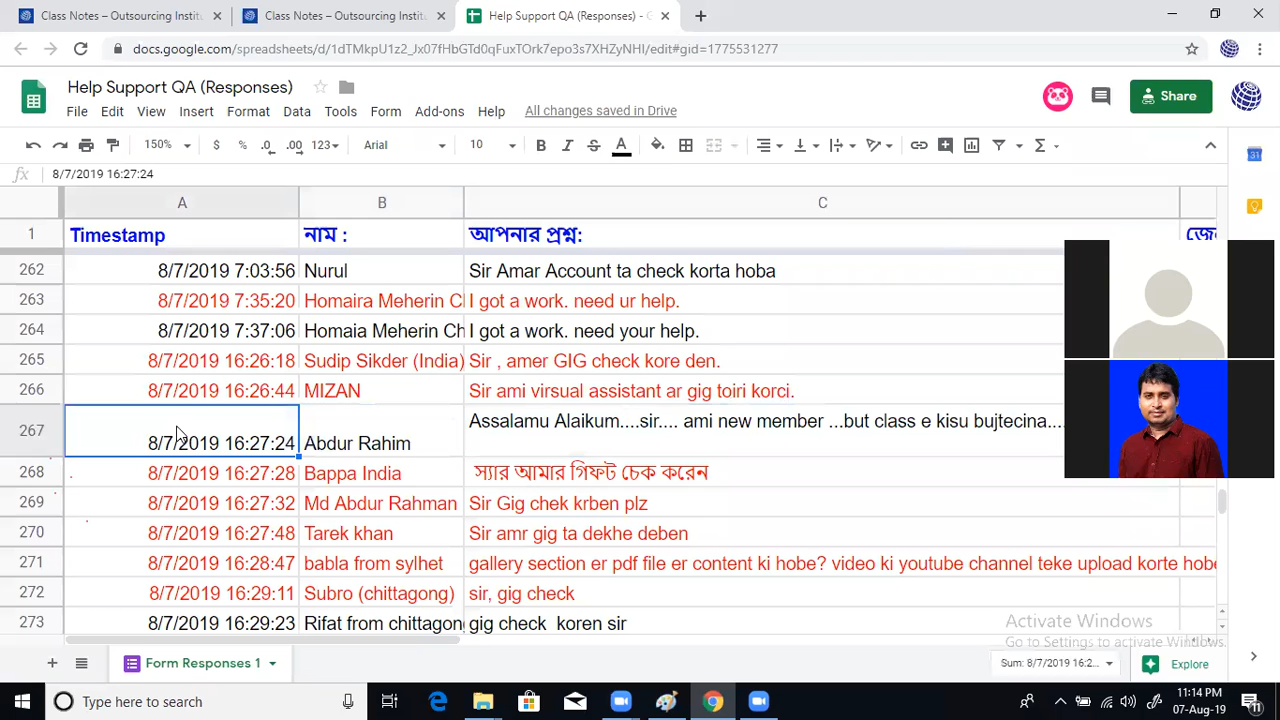 Class Notes – Outsourcing Institu
Class Notes – Outsourcing Institu
Help Support QA (Responses) - G
docs.google.com/spreadsheets/d/1dTMkpU1z2_Jx07fHbGTd0qFuxTOrk7epo3s7XHZyNHI/edit#gid=1775531277
Help Support QA (Responses)
File Edit View Insert Format Data Tools Form Add-ons Help All changes saved in Drive
Share
150% $ % .0 .00 123 Arial 10 B I S A Σ
fx 8/7/2019 16:27:24
A B C
1 Timestamp নাম : আপনার প্রশ্ন:
262 8/7/2019 7:03:56 Nurul Sir Amar Account ta check korta hoba
263 8/7/2019 7:35:20 Homaira Meherin Ch I got a work. need ur help.
264 8/7/2019 7:37:06 Homaia Meherin Ch I got a work. need your help.
265 8/7/2019 16:26:18 Sudip Sikder (India) Sir , amer GIG check kore den.
266 8/7/2019 16:26:44 MIZAN Sir ami virsual assistant ar gig toiri korci.
267 8/7/2019 16:27:24 Abdur Rahim Assalamu Alaikum....sir.... ami new member ...but class e kisu bujtecina....
268 8/7/2019 16:27:28 Bappa India স্যার আমার গিফট চেক করেন
269 8/7/2019 16:27:32 Md Abdur Rahman Sir Gig chek krben plz
270 8/7/2019 16:27:48 Tarek khan Sir amr gig ta dekhe deben
271 8/7/2019 16:28:47 babla from sylhet gallery section er pdf file er content ki hobe? video ki youtube channel teke upload korte hobe
272 8/7/2019 16:29:11 Subro (chittagong) sir, gig check
273 8/7/2019 16:29:23 Rifat from chittagong gig check koren sir
Activate Windows
Go to Settings to activate Windows.
Form Responses 1
Sum: 8/7/2019 16:2...
Explore
Type here to search
11:14 PM
07-Aug-19
11